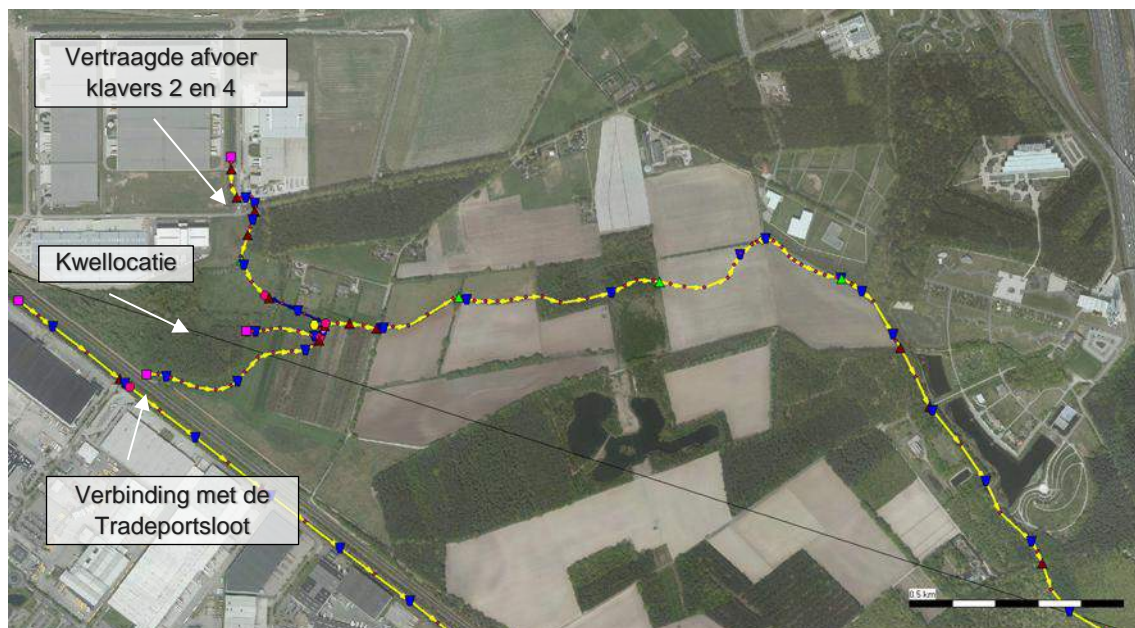 Vertraagde afvoer
klavers 2 en 4
Kwellocatie
Verbinding met de
Tradeportsloot
0.5 km